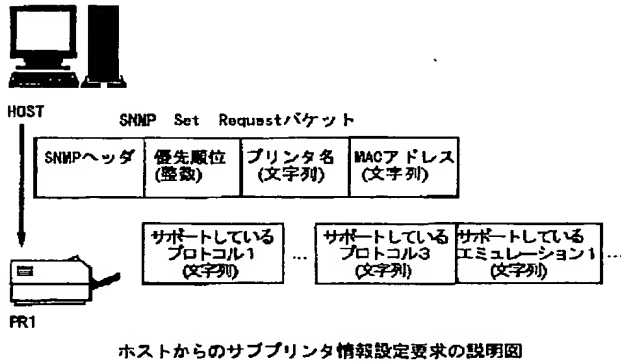 HOST
SNMP Set Requestパケット
SNMPヘッダ
優先順位
(整数)
プリンタ名
(文字列)
MACアドレス
(文字列)
サポートしている
プロトコル1
(文字列)
...
サポートしている
プロトコル3
(文字列)
サポートしている
エミュレーション1
(文字列)
...
PR1
ホストからのサブプリンタ情報設定要求の説明図